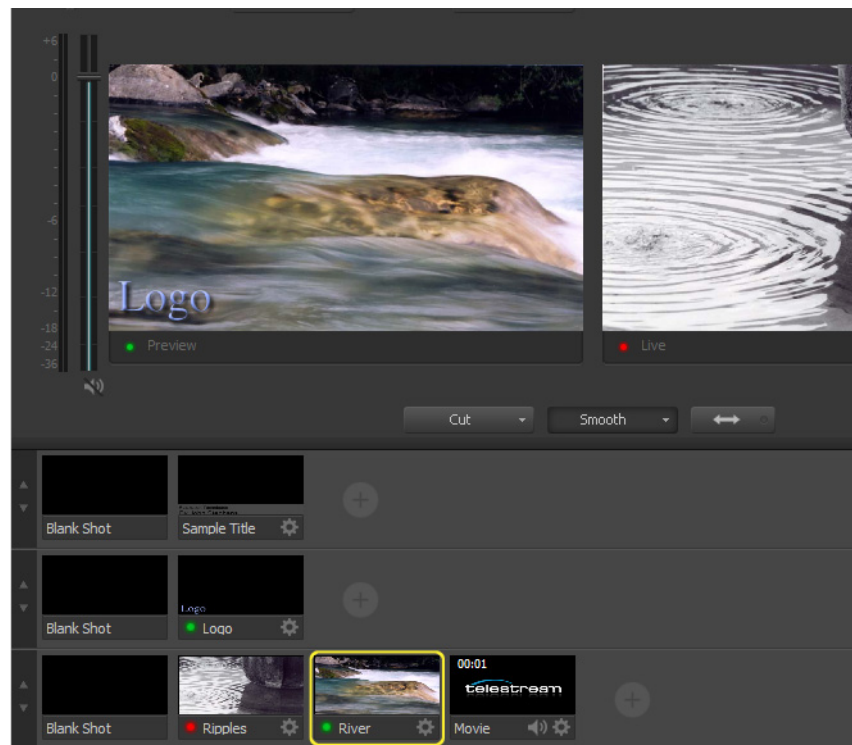 +6
0
-6
-12
-18
-24
-36
Logo
Preview
Live
Cut
Smooth
Blank Shot
Sample Title
Blank Shot
Logo
Logo
Blank Shot
Ripples
River
00:01
telestream
Movie